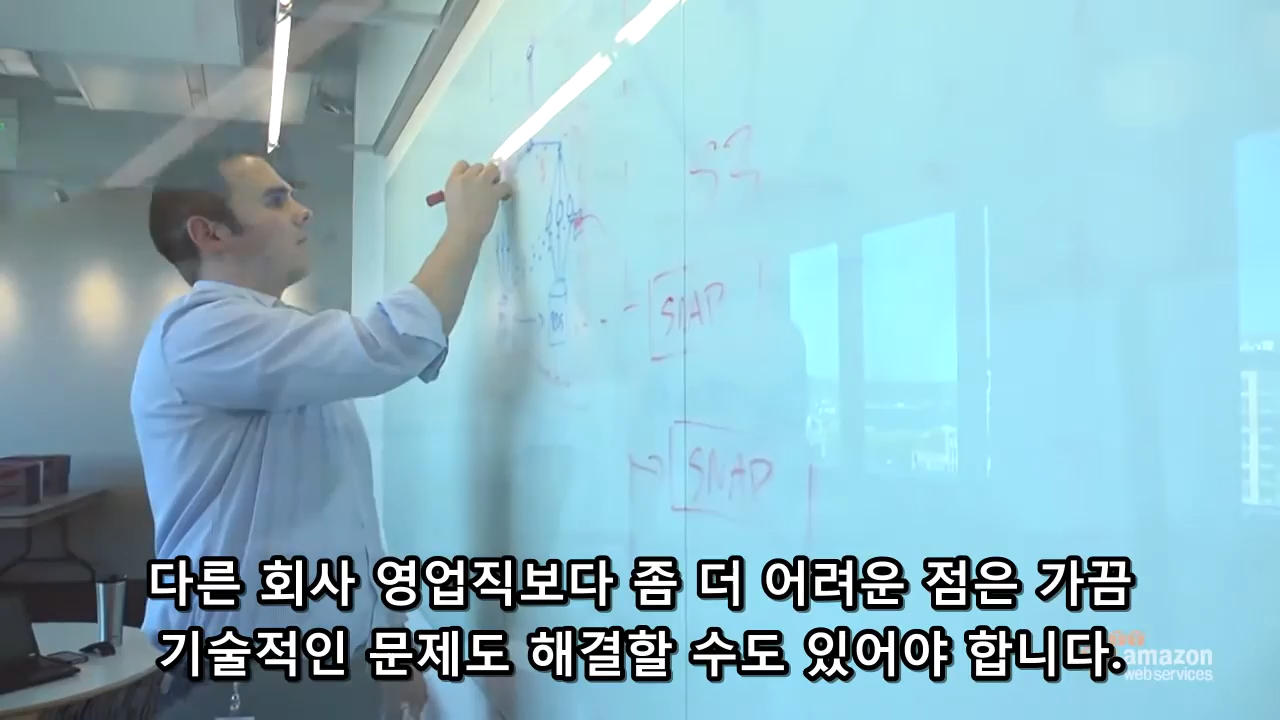 SNAP
SNAP
다른 회사 영업직보다 좀 더 어려운 점은 가끔
기술적인 문제도 해결할 수도 있어야 합니다.
amazon
webservices